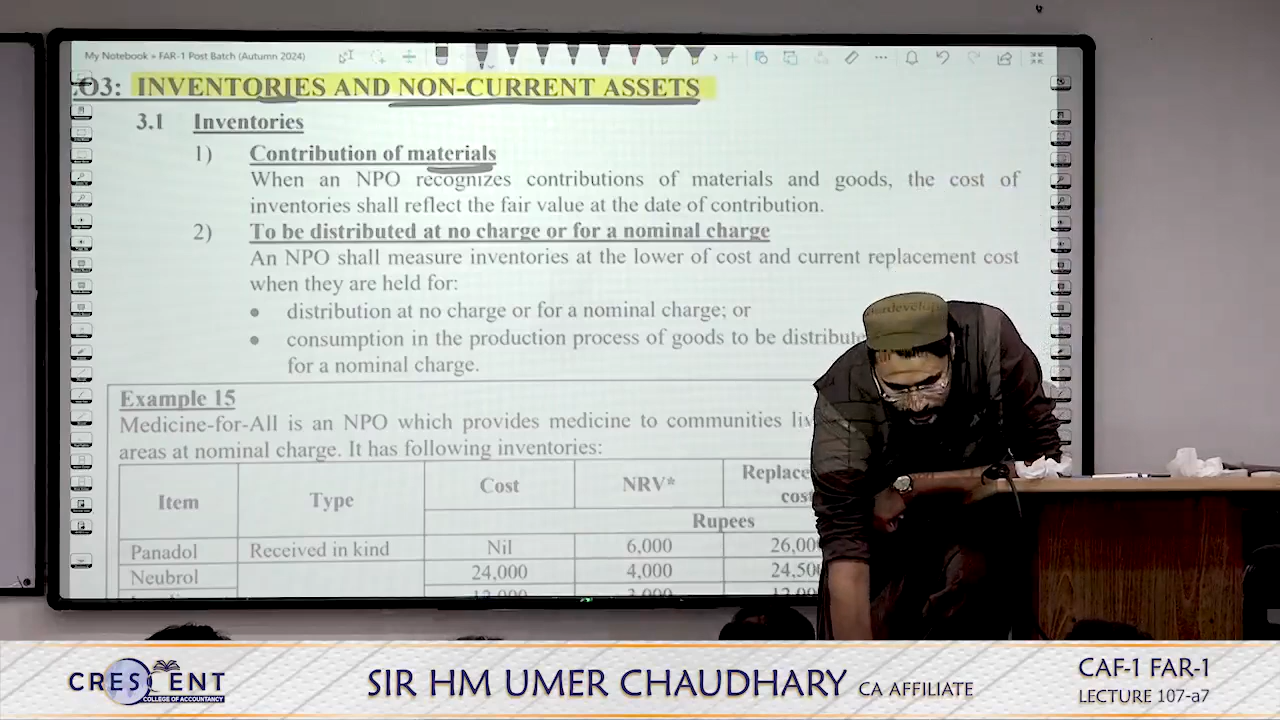 My Notebook » FAR-1 Post Batch (Autumn 2024)
O3: INVENTORIES AND NON-CURRENT ASSETS
3.1 Inventories
1) Contribution of materials
When an NPO recognizes contributions of materials and goods, the cost of
inventories shall reflect the fair value at the date of contribution.
2) To be distributed at no charge or for a nominal charge
An NPO shall measure inventories at the lower of cost and current replacement cost
when they are held for:
• distribution at no charge or for a nominal charge; or
• consumption in the production process of goods to be distribute
for a nominal charge.
Example 15
Medicine-for-All is an NPO which provides medicine to communities liv
areas at nominal charge. It has following inventories:
Item Type Cost NRV* Replace
cost
Rupees
Panadol Received in kind Nil 6,000 26,00
Neubrol 24,000 4,000 24,50
12,000 3,000 12,00
CRESCENT
COLLEGE OF ACCOUNTANCY
SIR HM UMER CHAUDHARY CA AFFILIATE
CAF-1 FAR-1
LECTURE 107-a7